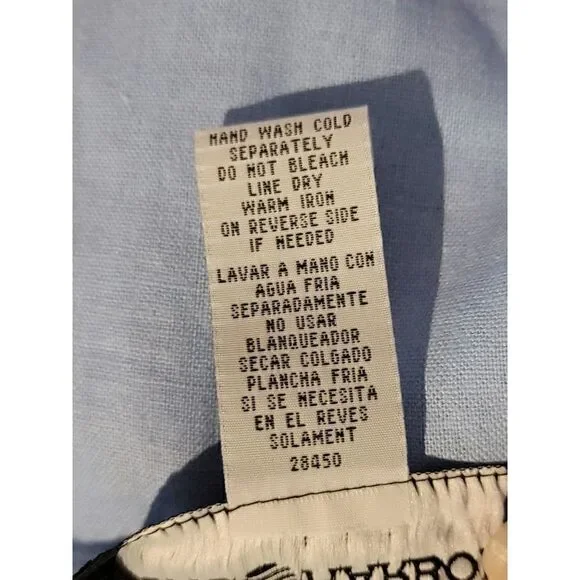 HAND WASH COLD
SEPARATELY
DO NOT BLEACH
LINE DRY
WARM IRON
ON REVERSE SIDE
IF NEEDED
LAVAR A MANO CON
AGUA FRIA
SEPARADAMENTE
NO USAR
BLANQUEADOR
SECAR COLGADO
PLANCHA FRIA
SI SE NECESITA
EN EL REVES
SOLAMENT
28450